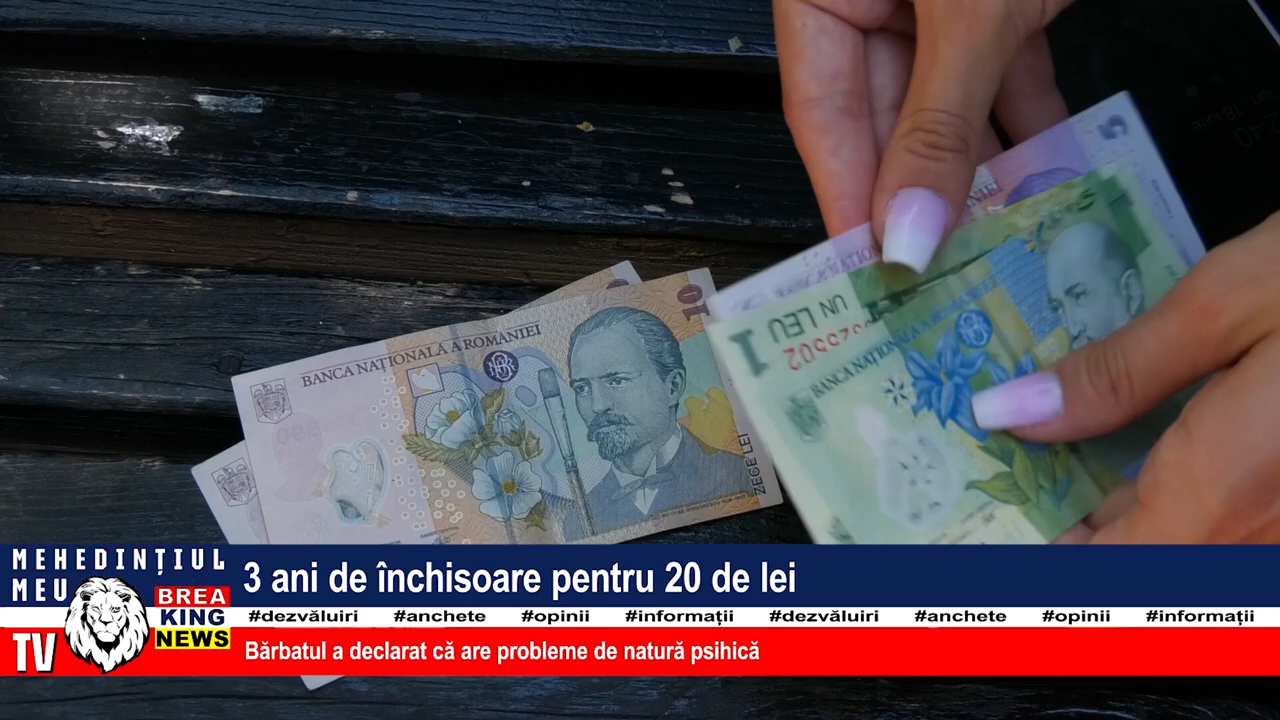 BANCA NAȚIONALĂ A ROMÂNIEI
10
ZECE LEI
5
1
UN LEU
BANCA NAȚIONALĂ A ROMÂNIEI
MEHEDINȚIUL
MEU
TV
BREA
KING
NEWS
3 ani de închisoare pentru 20 de lei
#dezvăluiri #anchete #opinii #informații #dezvăluiri #anchete #opinii #informații
Bărbatul a declarat că are probleme de natură psihică